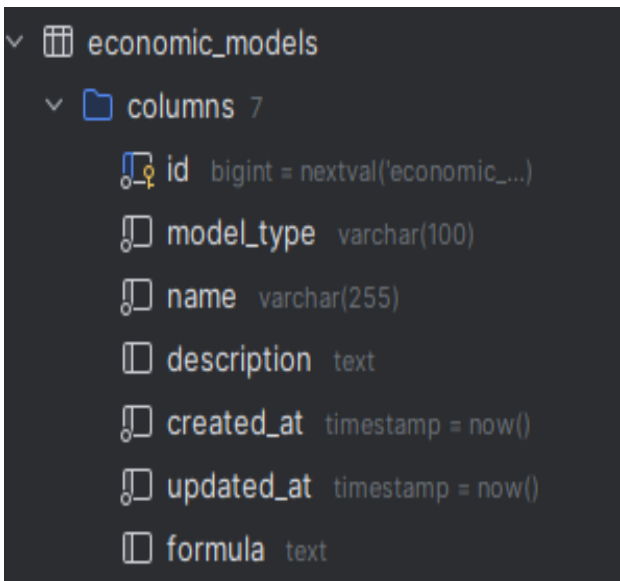 economic_models
columns 7
id bigint = nextval('economic_...)
model_type varchar(100)
name varchar(255)
description text
created_at timestamp = now()
updated_at timestamp = now()
formula text